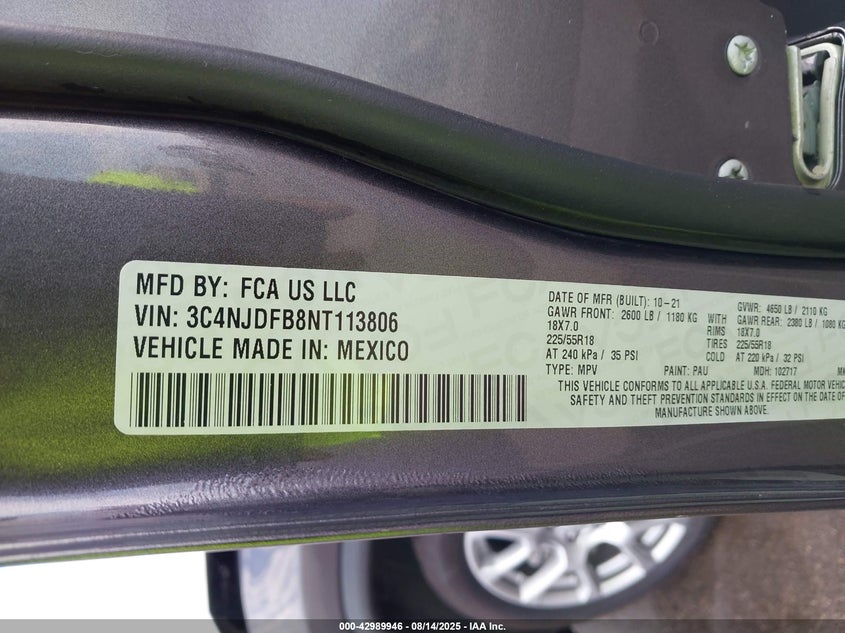 MFD BY: FCA US LLC
VIN: 3C4NJDFB8NT113806
VEHICLE MADE IN: MEXICO
DATE OF MFR (BUILT): 10-21
GVWR: 4650 LB / 2110 KG
GAWR FRONT: 2600 LB / 1180 KG
GAWR REAR: 2380 LB / 1080 KG
18X7.0 RIMS 18X7.0
225/55R18 TIRES 225/55R18
AT 240 kPa / 35 PSI COLD AT 220 kPa / 32 PSI
TYPE: MPV PAINT: PAU MDH: 102717
THIS VEHICLE CONFORMS TO ALL APPLICABLE U.S.A. FEDERAL MOTOR VEHICL
SAFETY AND THEFT PREVENTION STANDARDS IN EFFECT ON THE DATE O
MANUFACTURE SHOWN ABOVE.
000-42989946 - 08/14/2025 - IAA Inc.